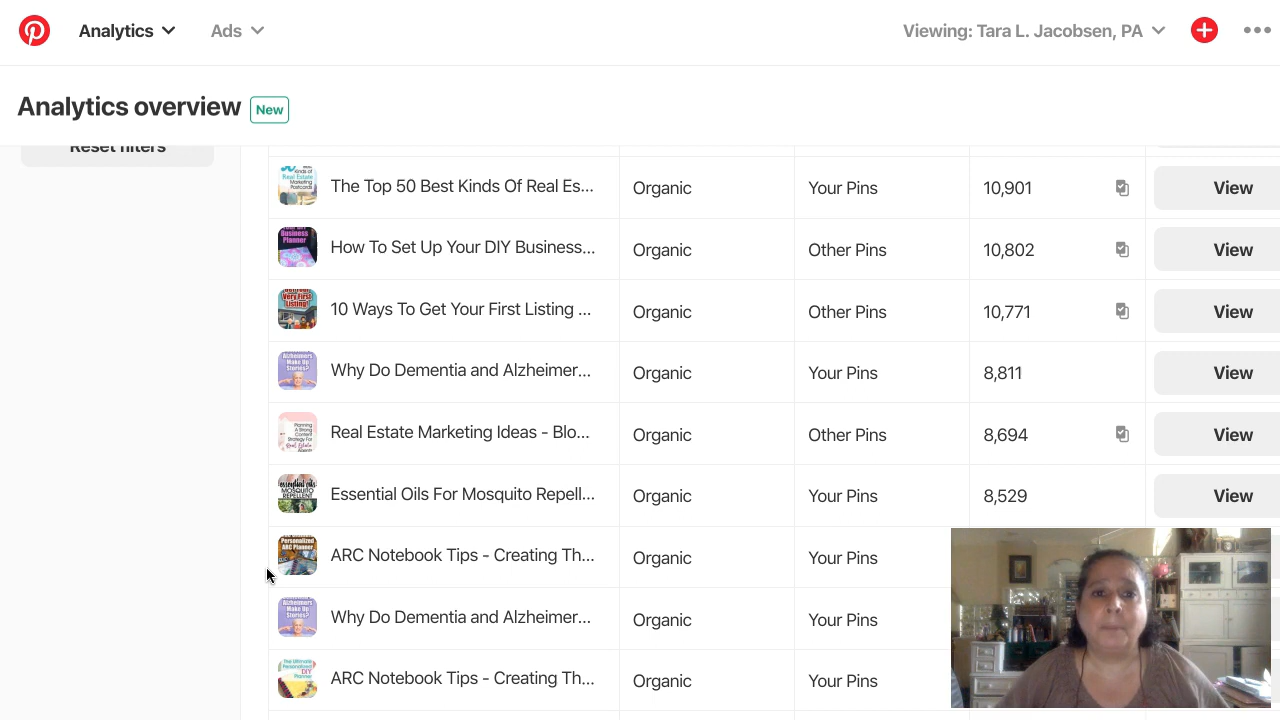 Analytics
Ads
Viewing: Tara L. Jacobsen, PA
Analytics overview New
Reset filters
The Top 50 Best Kinds Of Real Es... Organic Your Pins 10,901 View
How To Set Up Your DIY Business... Organic Other Pins 10,802 View
10 Ways To Get Your First Listing ... Organic Other Pins 10,771 View
Why Do Dementia and Alzheimer... Organic Your Pins 8,811 View
Real Estate Marketing Ideas - Blo... Organic Other Pins 8,694 View
Essential Oils For Mosquito Repell... Organic Your Pins 8,529 View
ARC Notebook Tips - Creating Th... Organic Your Pins
Why Do Dementia and Alzheimer... Organic Your Pins
ARC Notebook Tips - Creating Th... Organic Your Pins